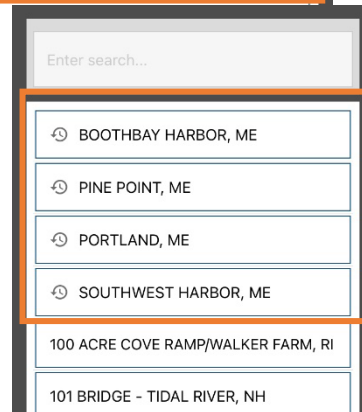 Enter search...
BOOTHBAY HARBOR, ME
PINE POINT, ME
PORTLAND, ME
SOUTHWEST HARBOR, ME
100 ACRE COVE RAMP/WALKER FARM, RI
101 BRIDGE - TIDAL RIVER, NH